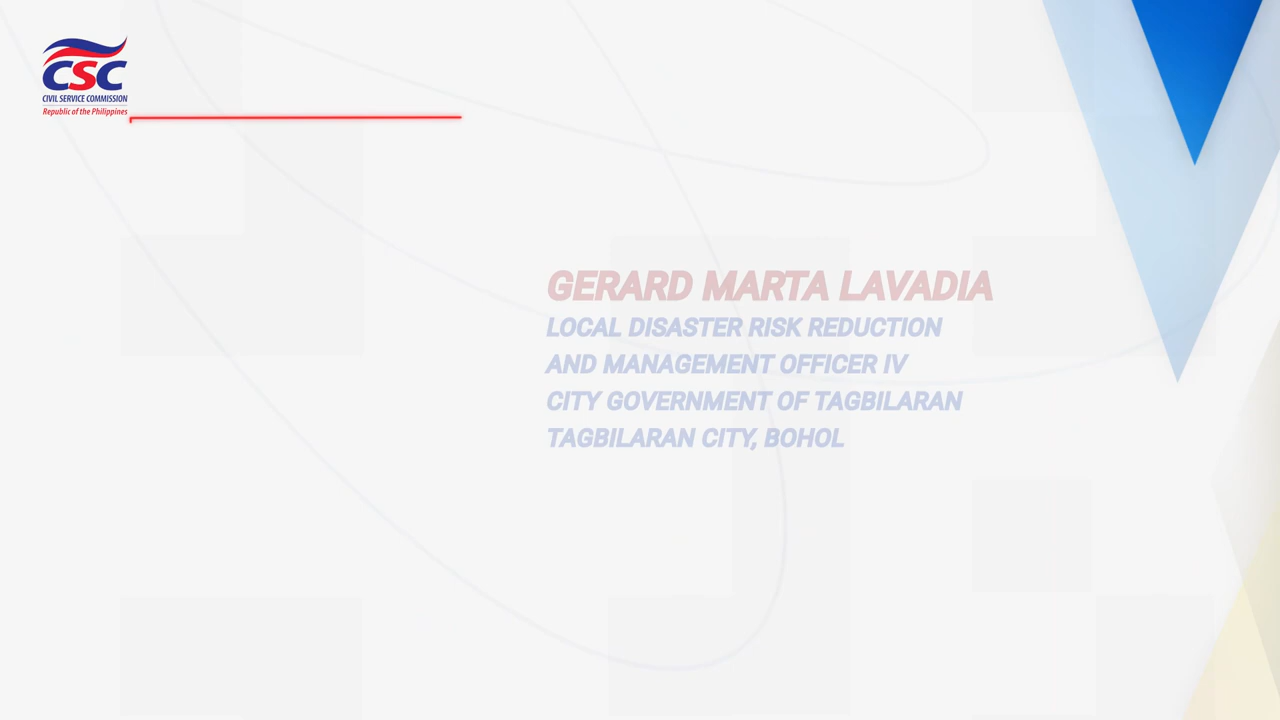 CSC
CIVIL SERVICE COMMISSION
Republic of the Philippines
GERARD MARTA LAVADIA
LOCAL DISASTER RISK REDUCTION
AND MANAGEMENT OFFICER IV
CITY GOVERNMENT OF TAGBILARAN
TAGBILARAN CITY, BOHOL